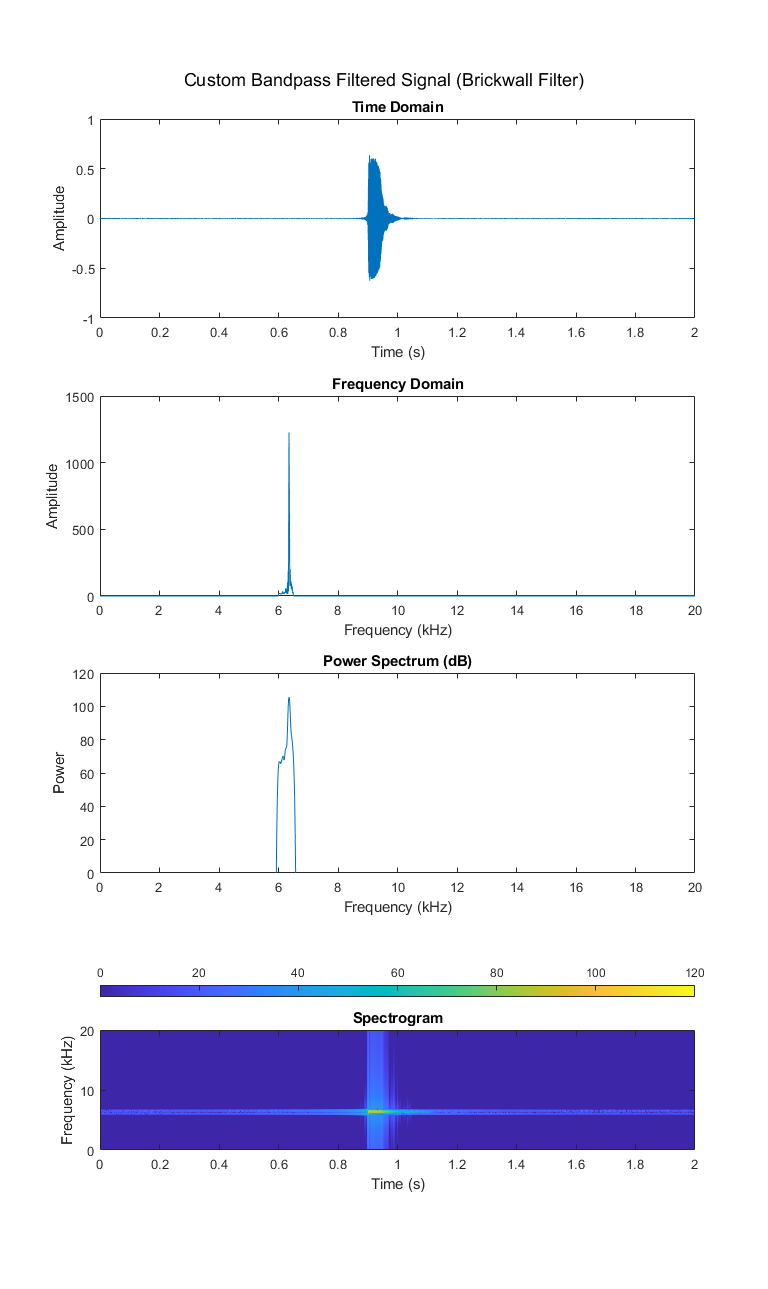 Custom Bandpass Filtered Signal (Brickwall Filter)
Time Domain
1
0.5
0
-0.5
-1
Amplitude
0 0.2 0.4 0.6 0.8 1 1.2 1.4 1.6 1.8 2
Time (s)
Frequency Domain
1500
1000
500
0
Amplitude
0 2 4 6 8 10 12 14 16 18 20
Frequency (kHz)
Power Spectrum (dB)
120
100
80
60
40
20
0
Power
0 2 4 6 8 10 12 14 16 18 20
Frequency (kHz)
0 20 40 60 80 100 120
Spectrogram
20
10
0
Frequency (kHz)
0 0.2 0.4 0.6 0.8 1 1.2 1.4 1.6 1.8 2
Time (s)